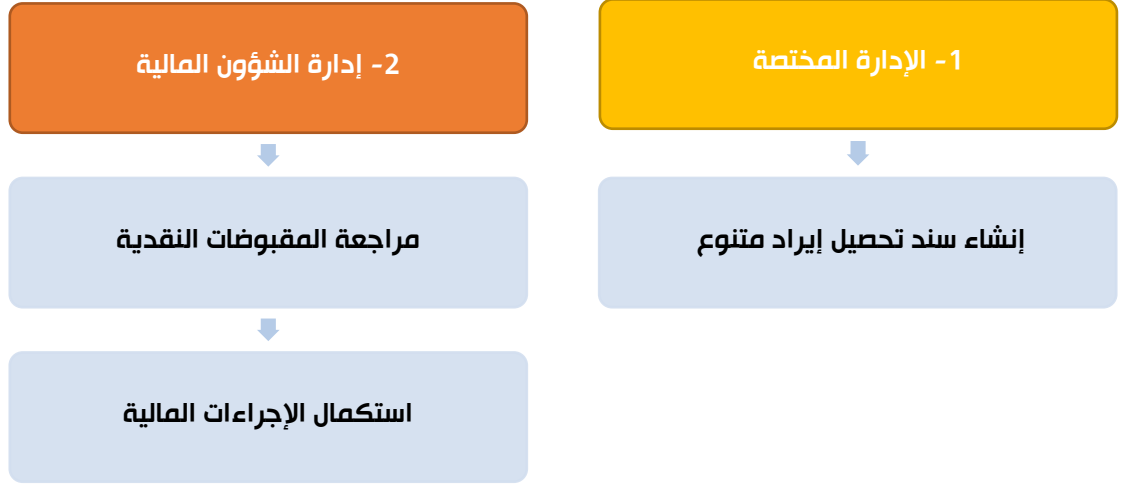 1- الإدارة المختصة
إنشاء سند تحصيل إيراد متنوع
2- إدارة الشؤون المالية
مراجعة المقبوضات النقدية
استكمال الإجراءات المالية